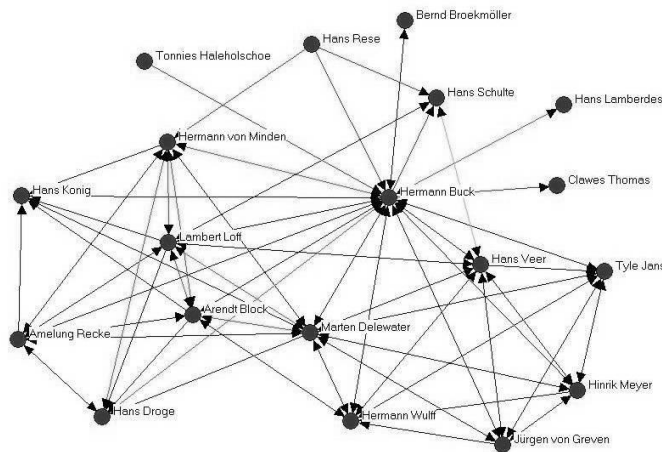 Bernd Broekmöller
Hans Rese
Tonnies Haleholschoe
Hans Schulte
Hans Lamberdes
Hermann von Minden
Clawes Thomas
Hans Konig
Hermann Buck
Lambert Loff
Hans Veer
Tyle Jans
Arendt Block
Amelung Recke
Marten Delewater
Hinrik Meyer
Hans Droge
Hermann Wulff
Jürgen von Greven